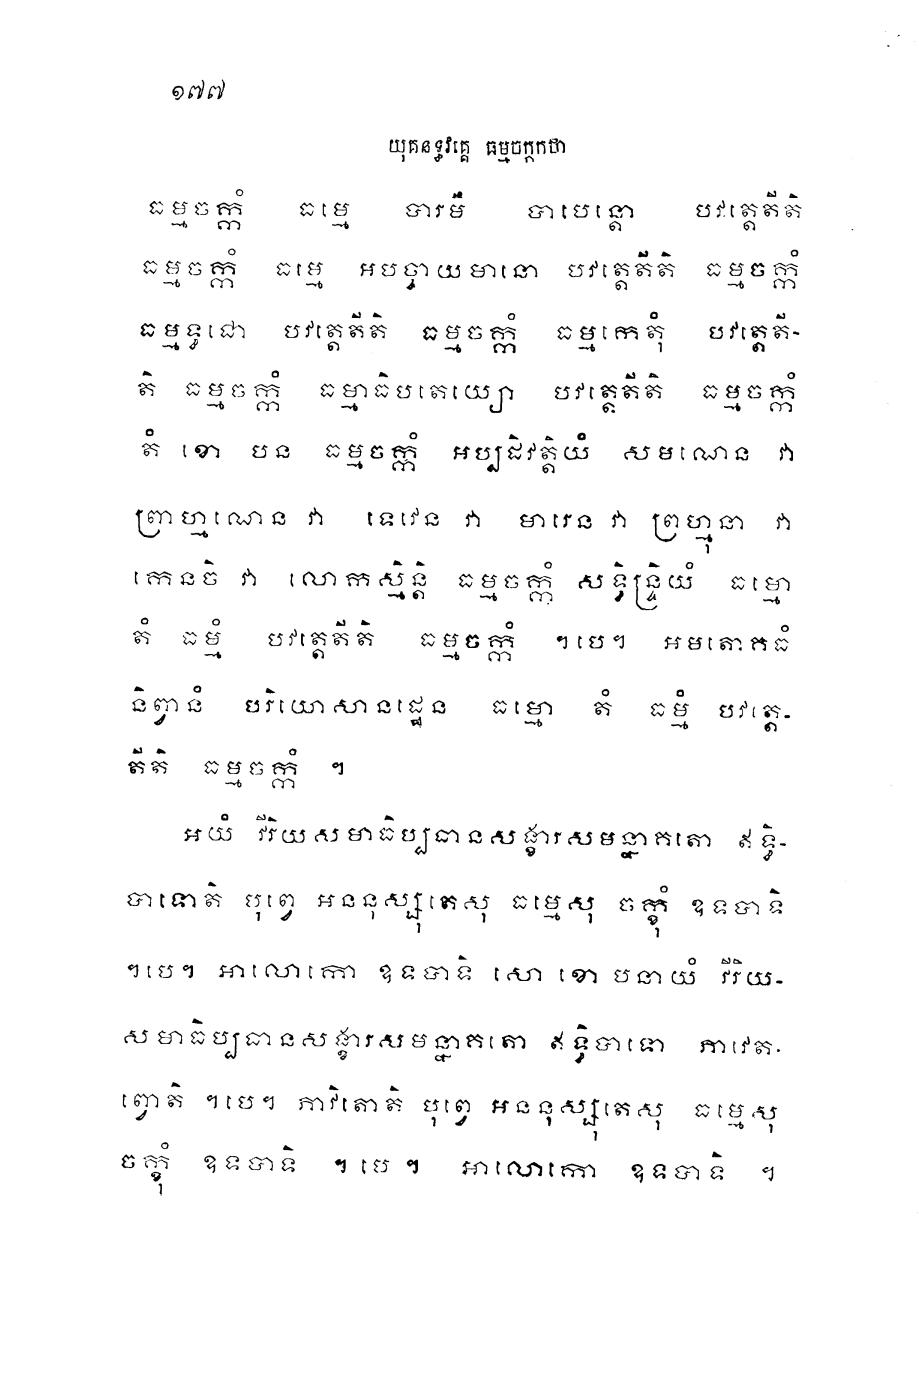 ១៧៧
យុគនទ្ធវគ្គេ ធម្មចក្កកថា
ធម្មចក្កំ ធម្មេ បារមី បាបេន្តោ បវត្តេតីតិ
ធម្មចក្កំ ធម្មេ អបចាយមានោ បវត្តេតីតិ ធម្មចក្កំ
ធម្មទ្ធជោ បវត្តេតីតិ ធម្មចក្កំ ធម្មកេតុំ បវត្តេតី-
តិ ធម្មចក្កំ ធម្មាធិបតេយ្យោ បវត្តេតីតិ ធម្មចក្កំ
តំ ខោ បន ធម្មចក្កំ អប្បដិវត្តិយំ សមណេន វា
ព្រាហ្មណេន វា ទេវេន វា មារេន វា ព្រហ្មុនា វា
កេនចិ វា លោកស្មិន្តិ ធម្មចក្កំ សទ្ធិន្ទ្រិយំ ធម្មោ
តំ ធម្មំ បវត្តេតីតិ ធម្មចក្កំ ។បេ។ អមតោគធំ
និព្វានំ បរិយោសានដ្ឋេន ធម្មោ តំ ធម្មំ បវត្តេ-
តីតិ ធម្មចក្កំ ។
អយំ វីរិយសមាធិប្បធានសង្ខារសមន្នាគតោ ឥទ្ធិ-
បាទោតិ បុព្វេ អននុស្សុតេសុ ធម្មេសុ ចក្ខុំ ឧទបាទិ
។បេ។ អាលោកោ ឧទបាទិ សោ ខោ បនាយំ វីរិយ-
សមាធិប្បធានសង្ខារសមន្នាគតោ ឥទ្ធិបាទោ ភាវេត-
ព្វោតិ ។បេ។ ភាវិតោតិ បុព្វេ អននុស្សុតេសុ ធម្មេសុ
ចក្ខុំ ឧទបាទិ ។បេ។ អាលោកោ ឧទបាទិ ។